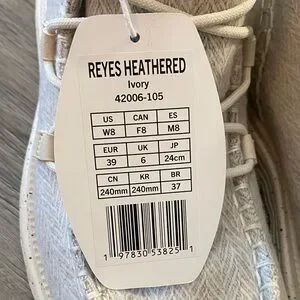 REYES HEATHERED
Ivory
42006-105
US CAN ES
W8 F8 M8
EUR UK JP
39 6 24cm
CN KR BR
240mm 240mm 37
1 97830 53825 1